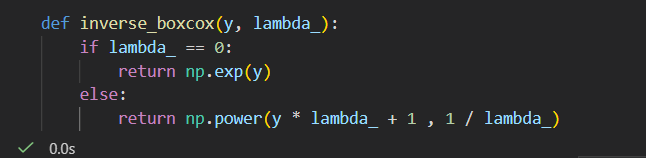 def inverse_boxcox(y, lambda_):
    if lambda_ == 0:
        return np.exp(y)
    else:
        return np.power(y * lambda_ + 1 , 1 / lambda_)
0.0s